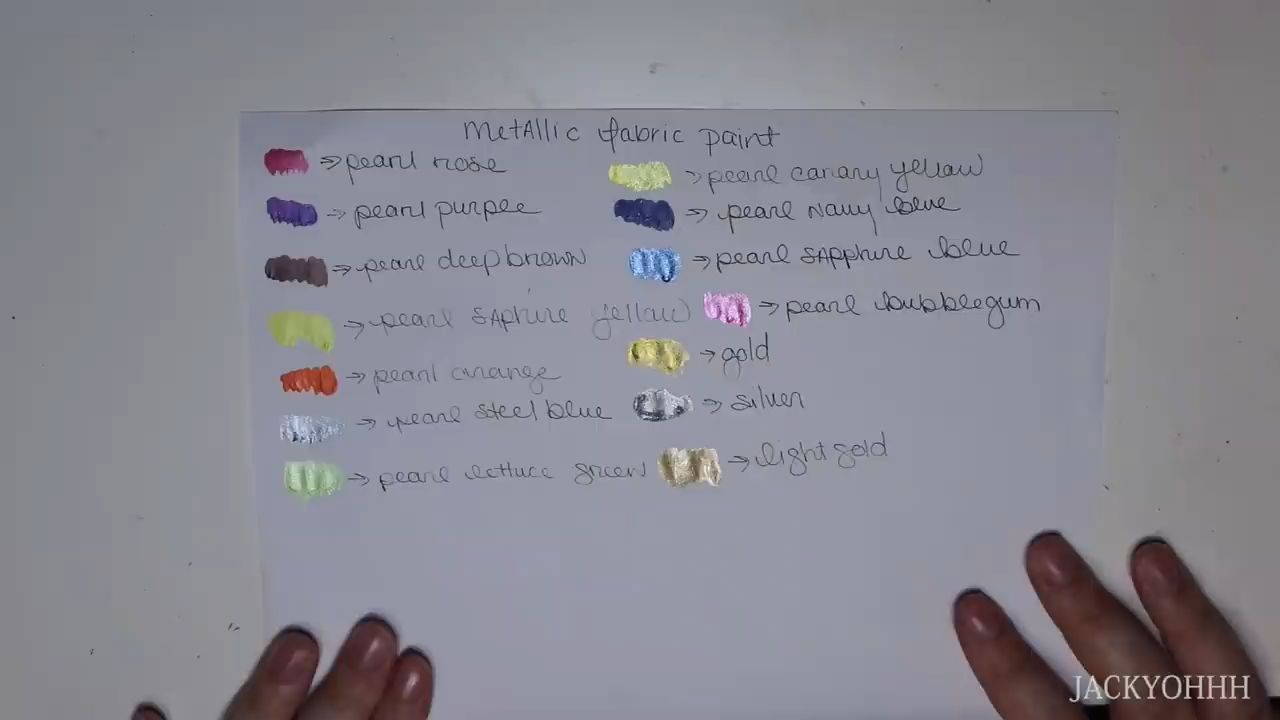 metAllic fabric paint
pearl rose
pearl purple
pearl deep brown
pearl SAphire yellow
pearl orange
pearl steel blue
pearl lettuce green
pearl canary yellow
pearl Navy blue
pearl SAPPhire blue
pearl bubblegum
gold
silver
light gold
JACKYOHHH